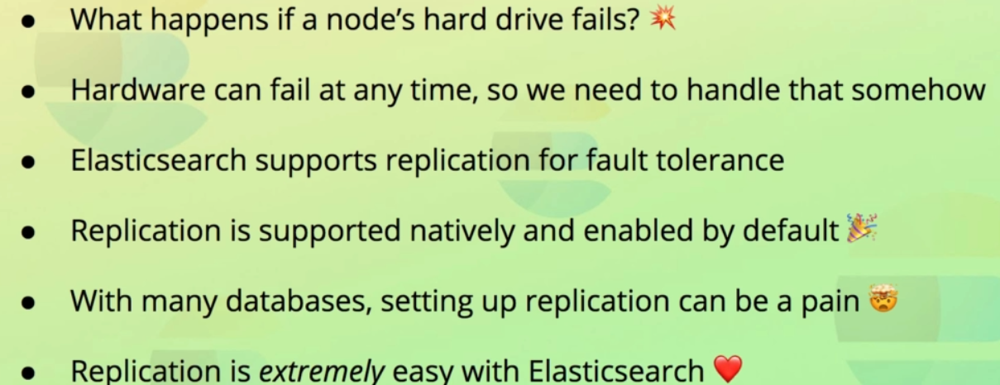 ● What happens if a node’s hard drive fails? 💥
● Hardware can fail at any time, so we need to handle that somehow
● Elasticsearch supports replication for fault tolerance
● Replication is supported natively and enabled by default 🎉
● With many databases, setting up replication can be a pain 🤯
● Replication is extremely easy with Elasticsearch ❤️